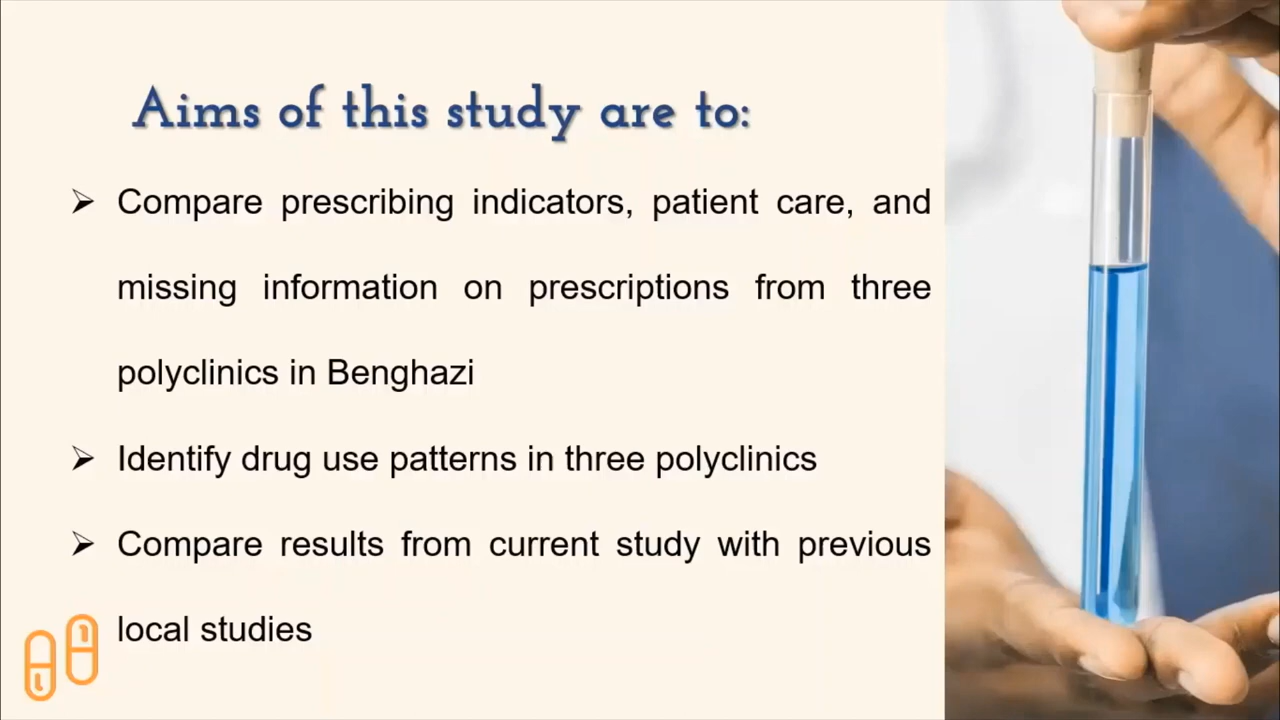 Aims of this study are to:
➢ Compare prescribing indicators, patient care, and
missing information on prescriptions from three
polyclinics in Benghazi
➢ Identify drug use patterns in three polyclinics
➢ Compare results from current study with previous
local studies